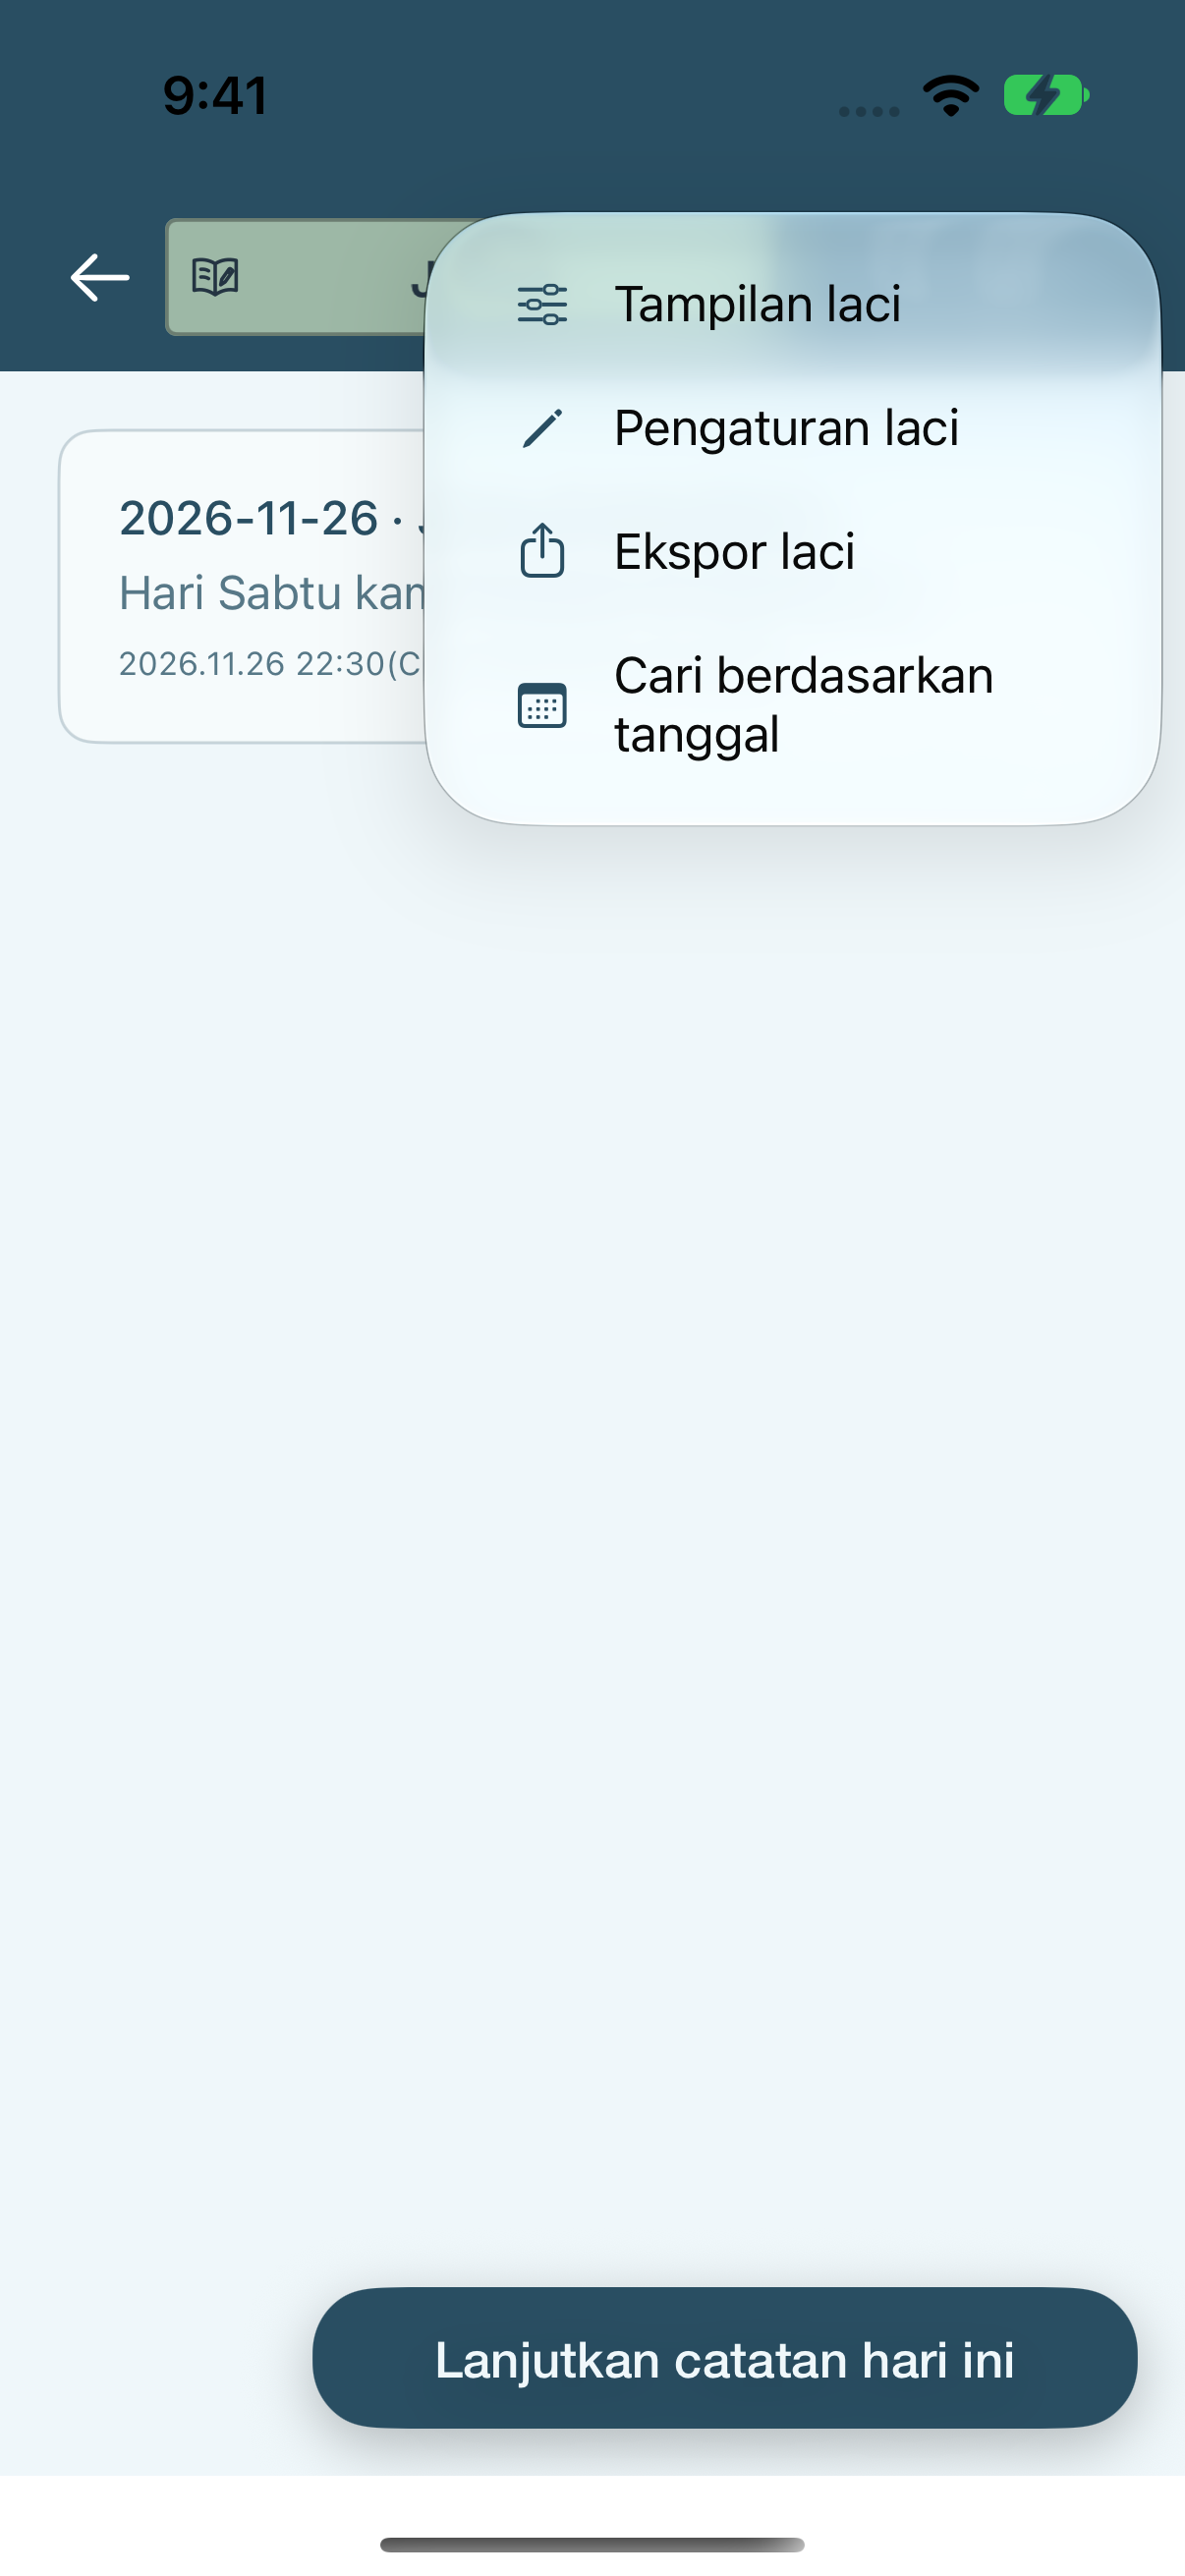 9:41
Tampilan laci
Pengaturan laci
Ekspor laci
Cari berdasarkan
tanggal
2026-11-26 ·
Hari Sabtu
2026.11.26 22:30
Lanjutkan catatan hari ini